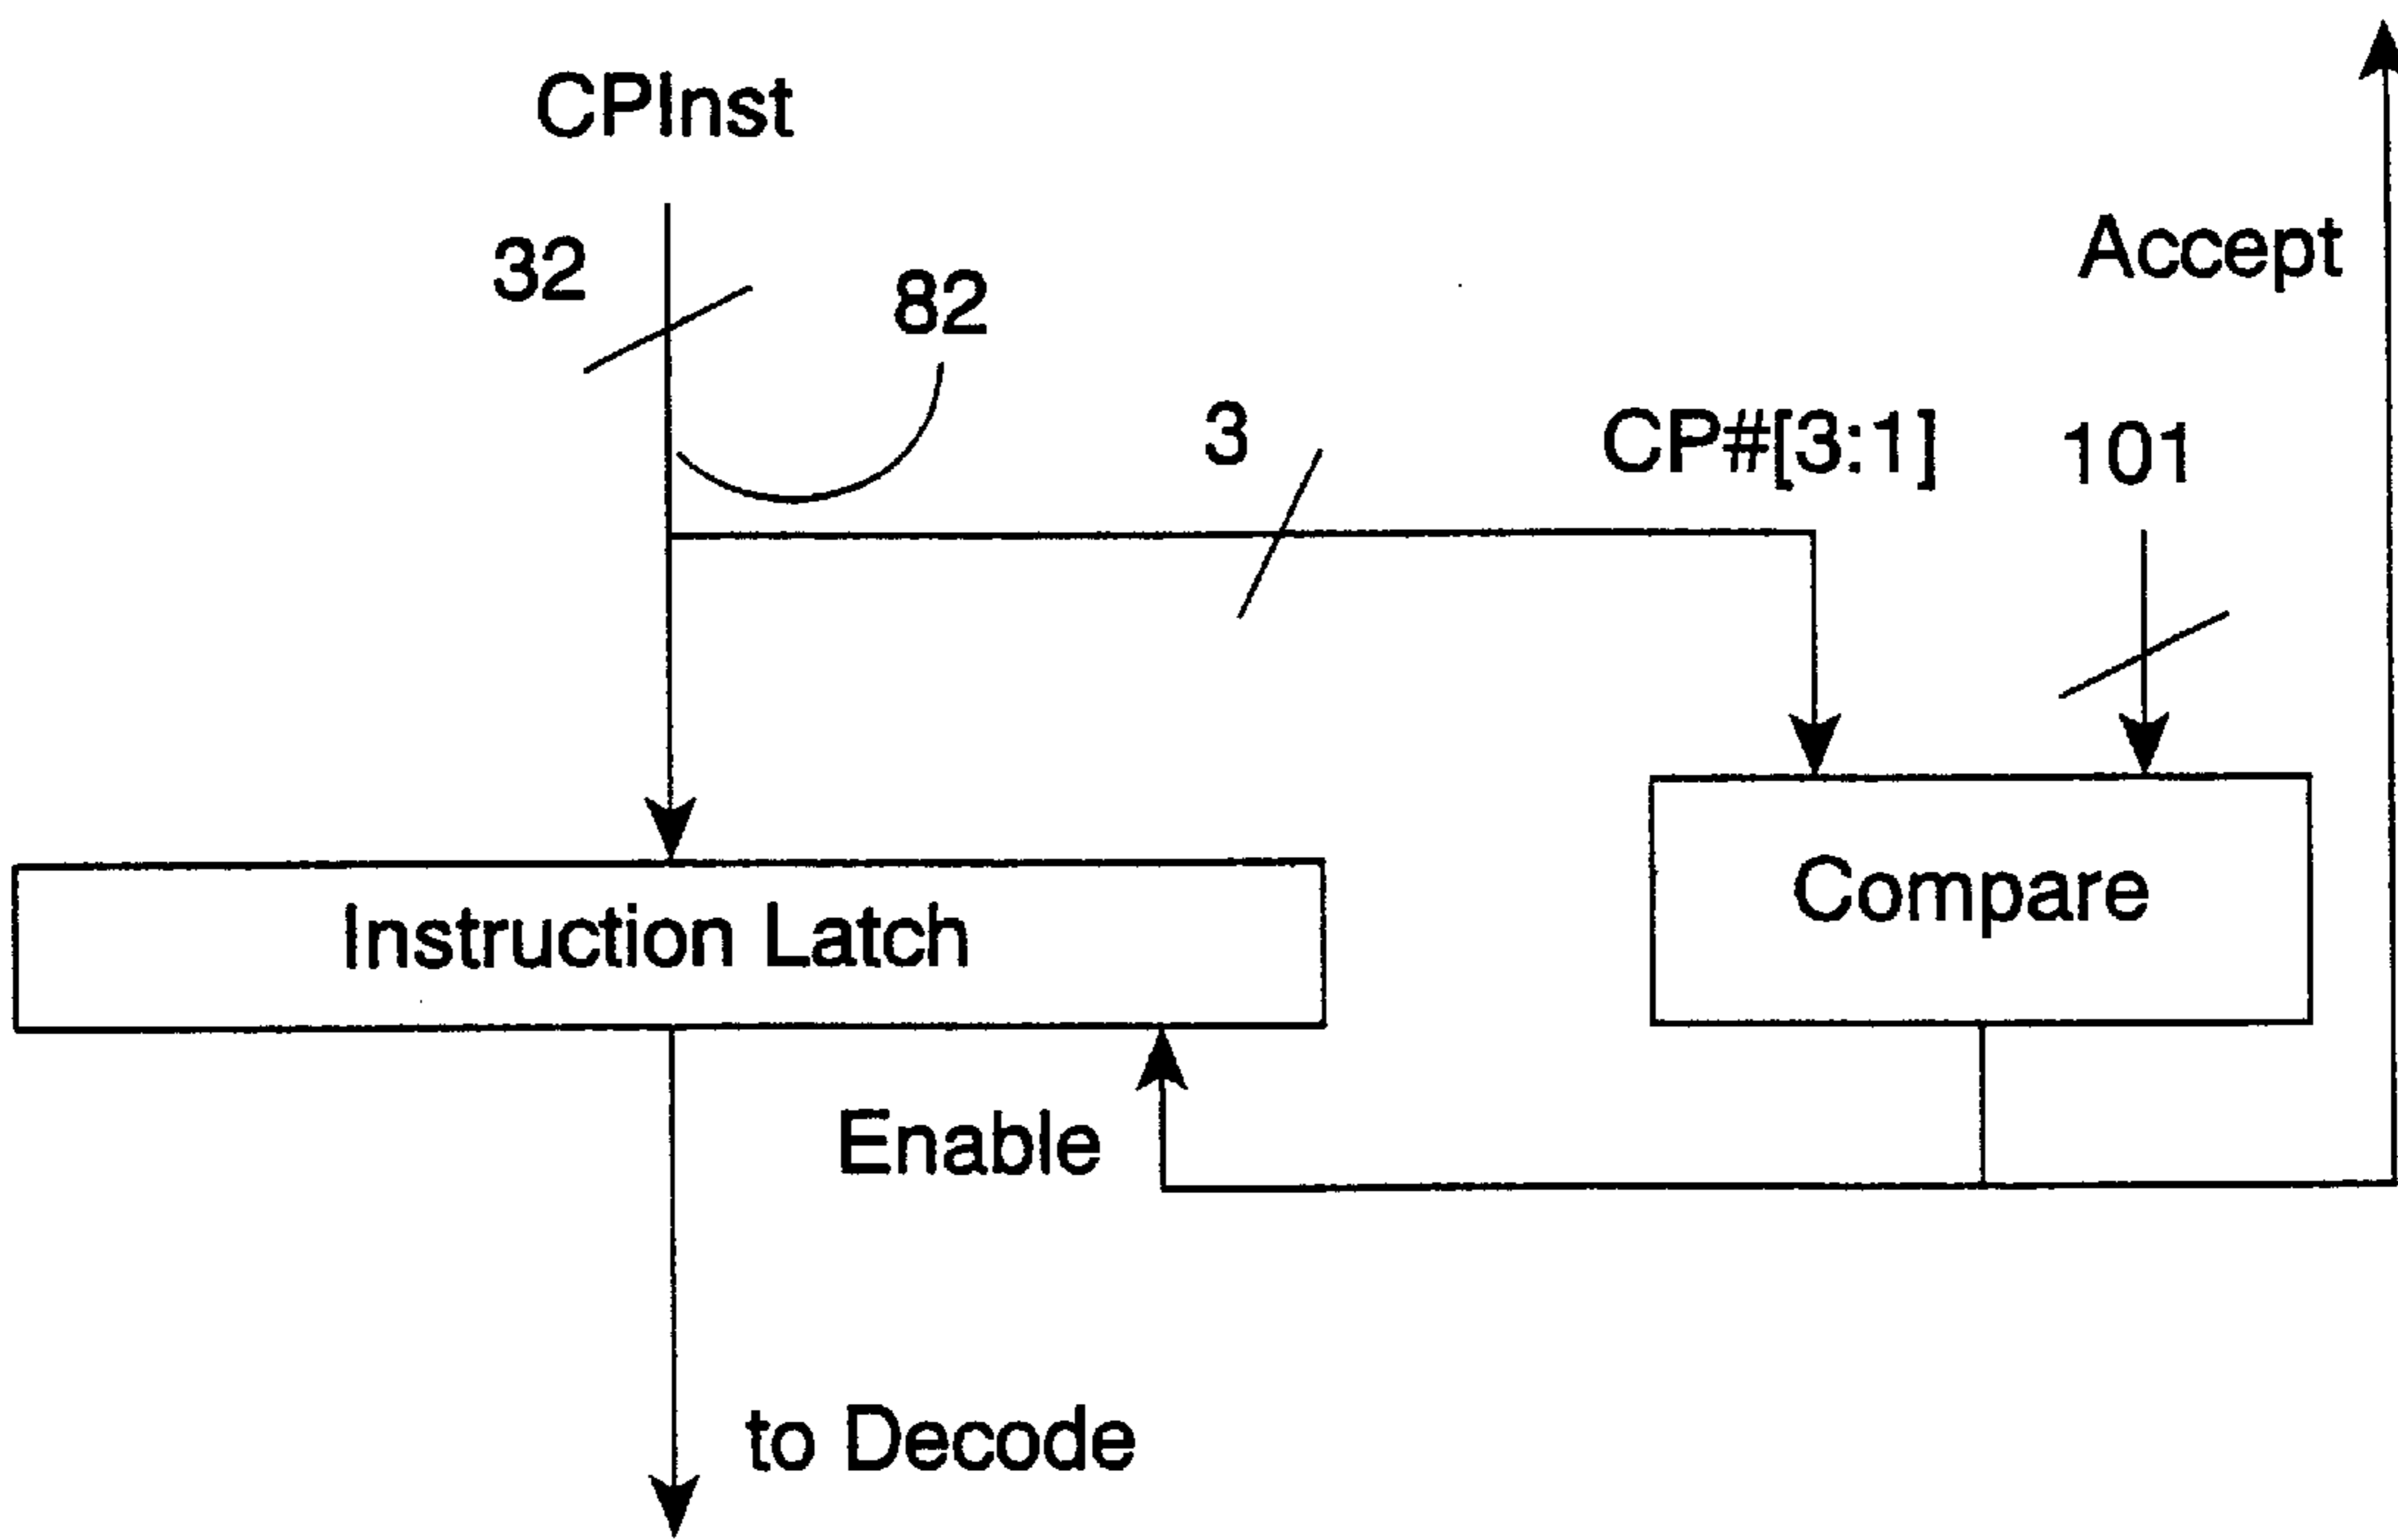 CPInst
32
82
Accept
3
CP#[3:1]
101
Compare
Instruction Latch
Enable
to Decode